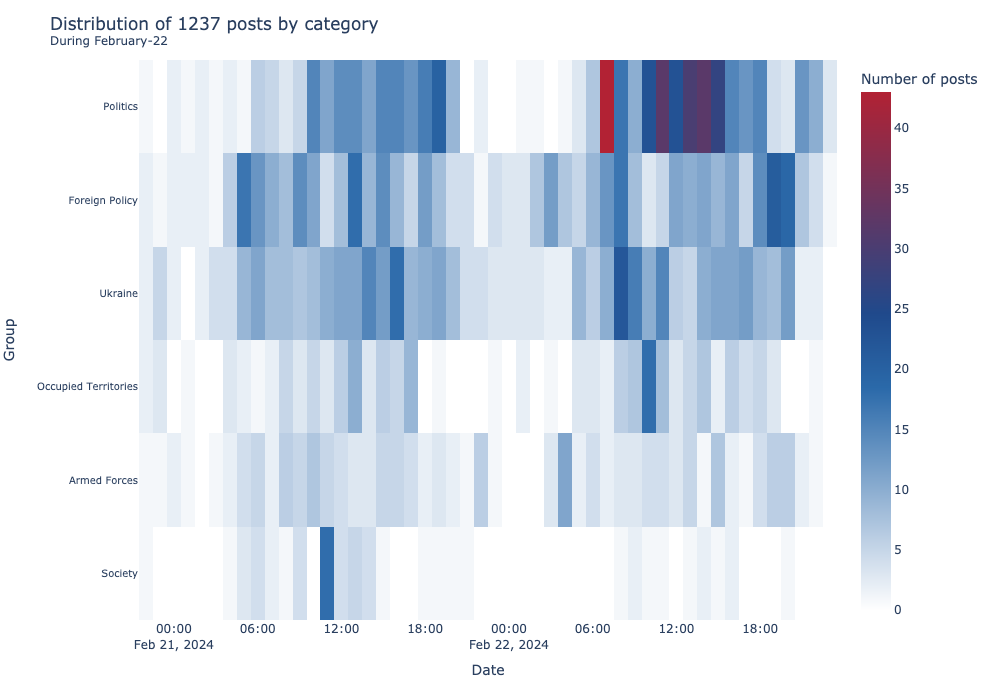 Distribution of 1237 posts by category
During February-22
Number of posts
40
35
30
25
20
15
10
5
0
Group
Politics
Foreign Policy
Ukraine
Occupied Territories
Armed Forces
Society
00:00 06:00 12:00 18:00 00:00 06:00 12:00 18:00
Feb 21, 2024 Feb 22, 2024
Date